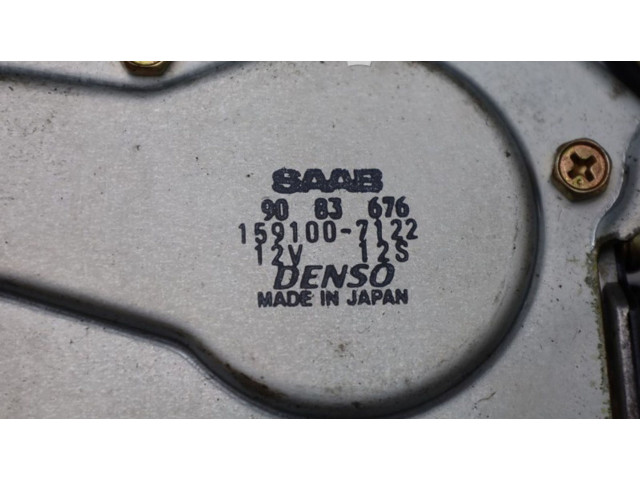 SAAB
90 83 676
159100-7122
12V 12S
DENSO
MADE IN JAPAN